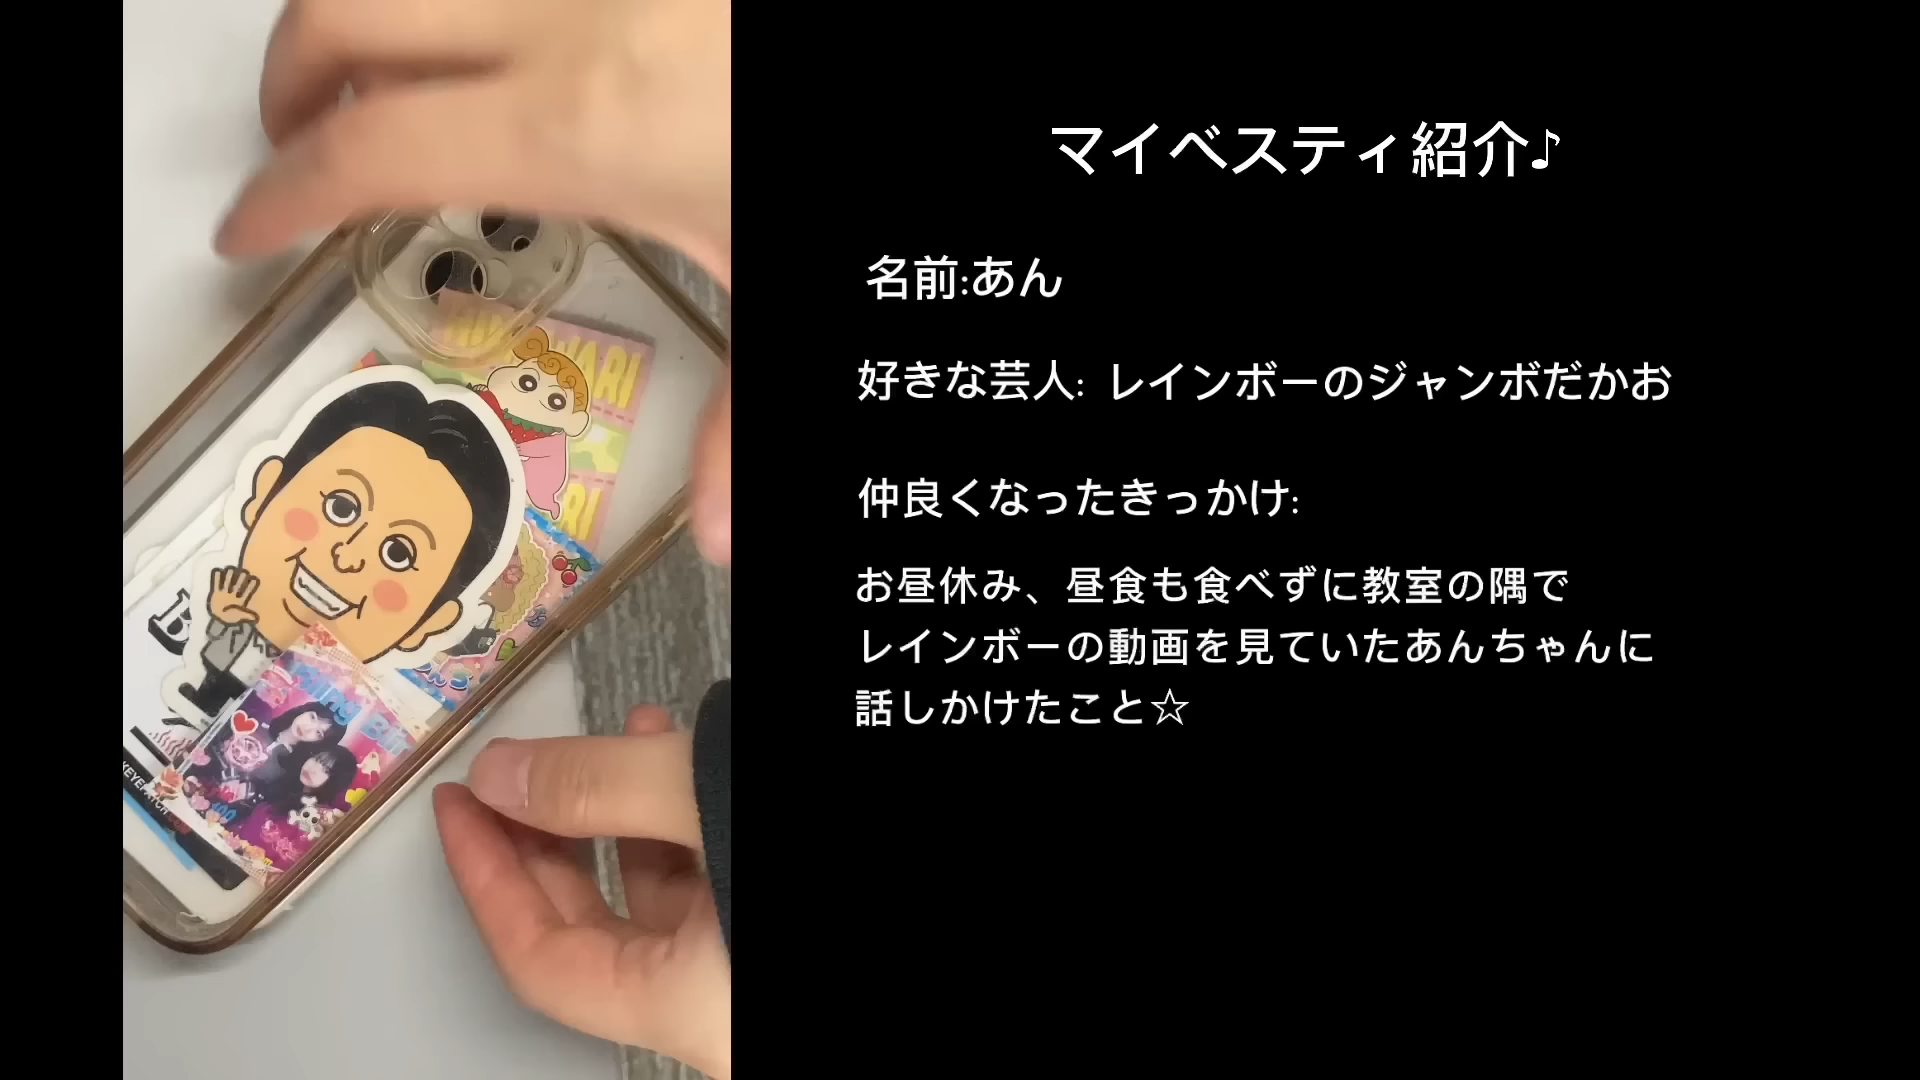 マイベスティ紹介♪
名前:あん
好きな芸人: レインボーのジャンボだかお
仲良くなったきっかけ:
お昼休み、昼食も食べずに教室の隅で
レインボーの動画を見ていたあんちゃんに
話しかけたこと☆